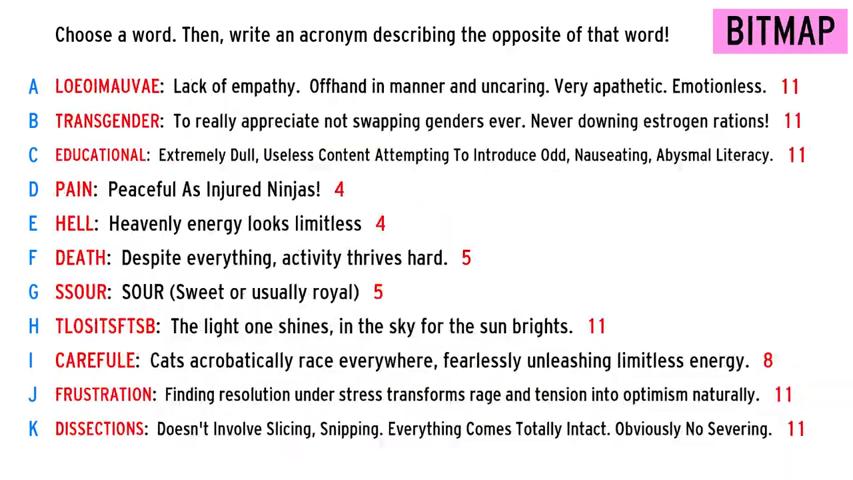 Choose a word. Then, write an acronym describing the opposite of that word!
BITMAP
A LOEOIMAUVAE: Lack of empathy. Offhand in manner and uncaring. Very apathetic. Emotionless. 11
B TRANSGENDER: To really appreciate not swapping genders ever. Never downing estrogen rations! 11
C EDUCATIONAL: Extremely Dull, Useless Content Attempting To Introduce Odd, Nauseating, Abysmal Literacy. 11
D PAIN: Peaceful As Injured Ninjas! 4
E HELL: Heavenly energy looks limitless 4
F DEATH: Despite everything, activity thrives hard. 5
G SSOUR: SOUR (Sweet or usually royal) 5
H TLOSITSFTSB: The light one shines, in the sky for the sun brights. 11
I CAREFULE: Cats acrobatically race everywhere, fearlessly unleashing limitless energy. 8
J FRUSTRATION: Finding resolution under stress transforms rage and tension into optimism naturally. 11
K DISSECTIONS: Doesn't Involve Slicing, Snipping. Everything Comes Totally Intact. Obviously No Severing. 11